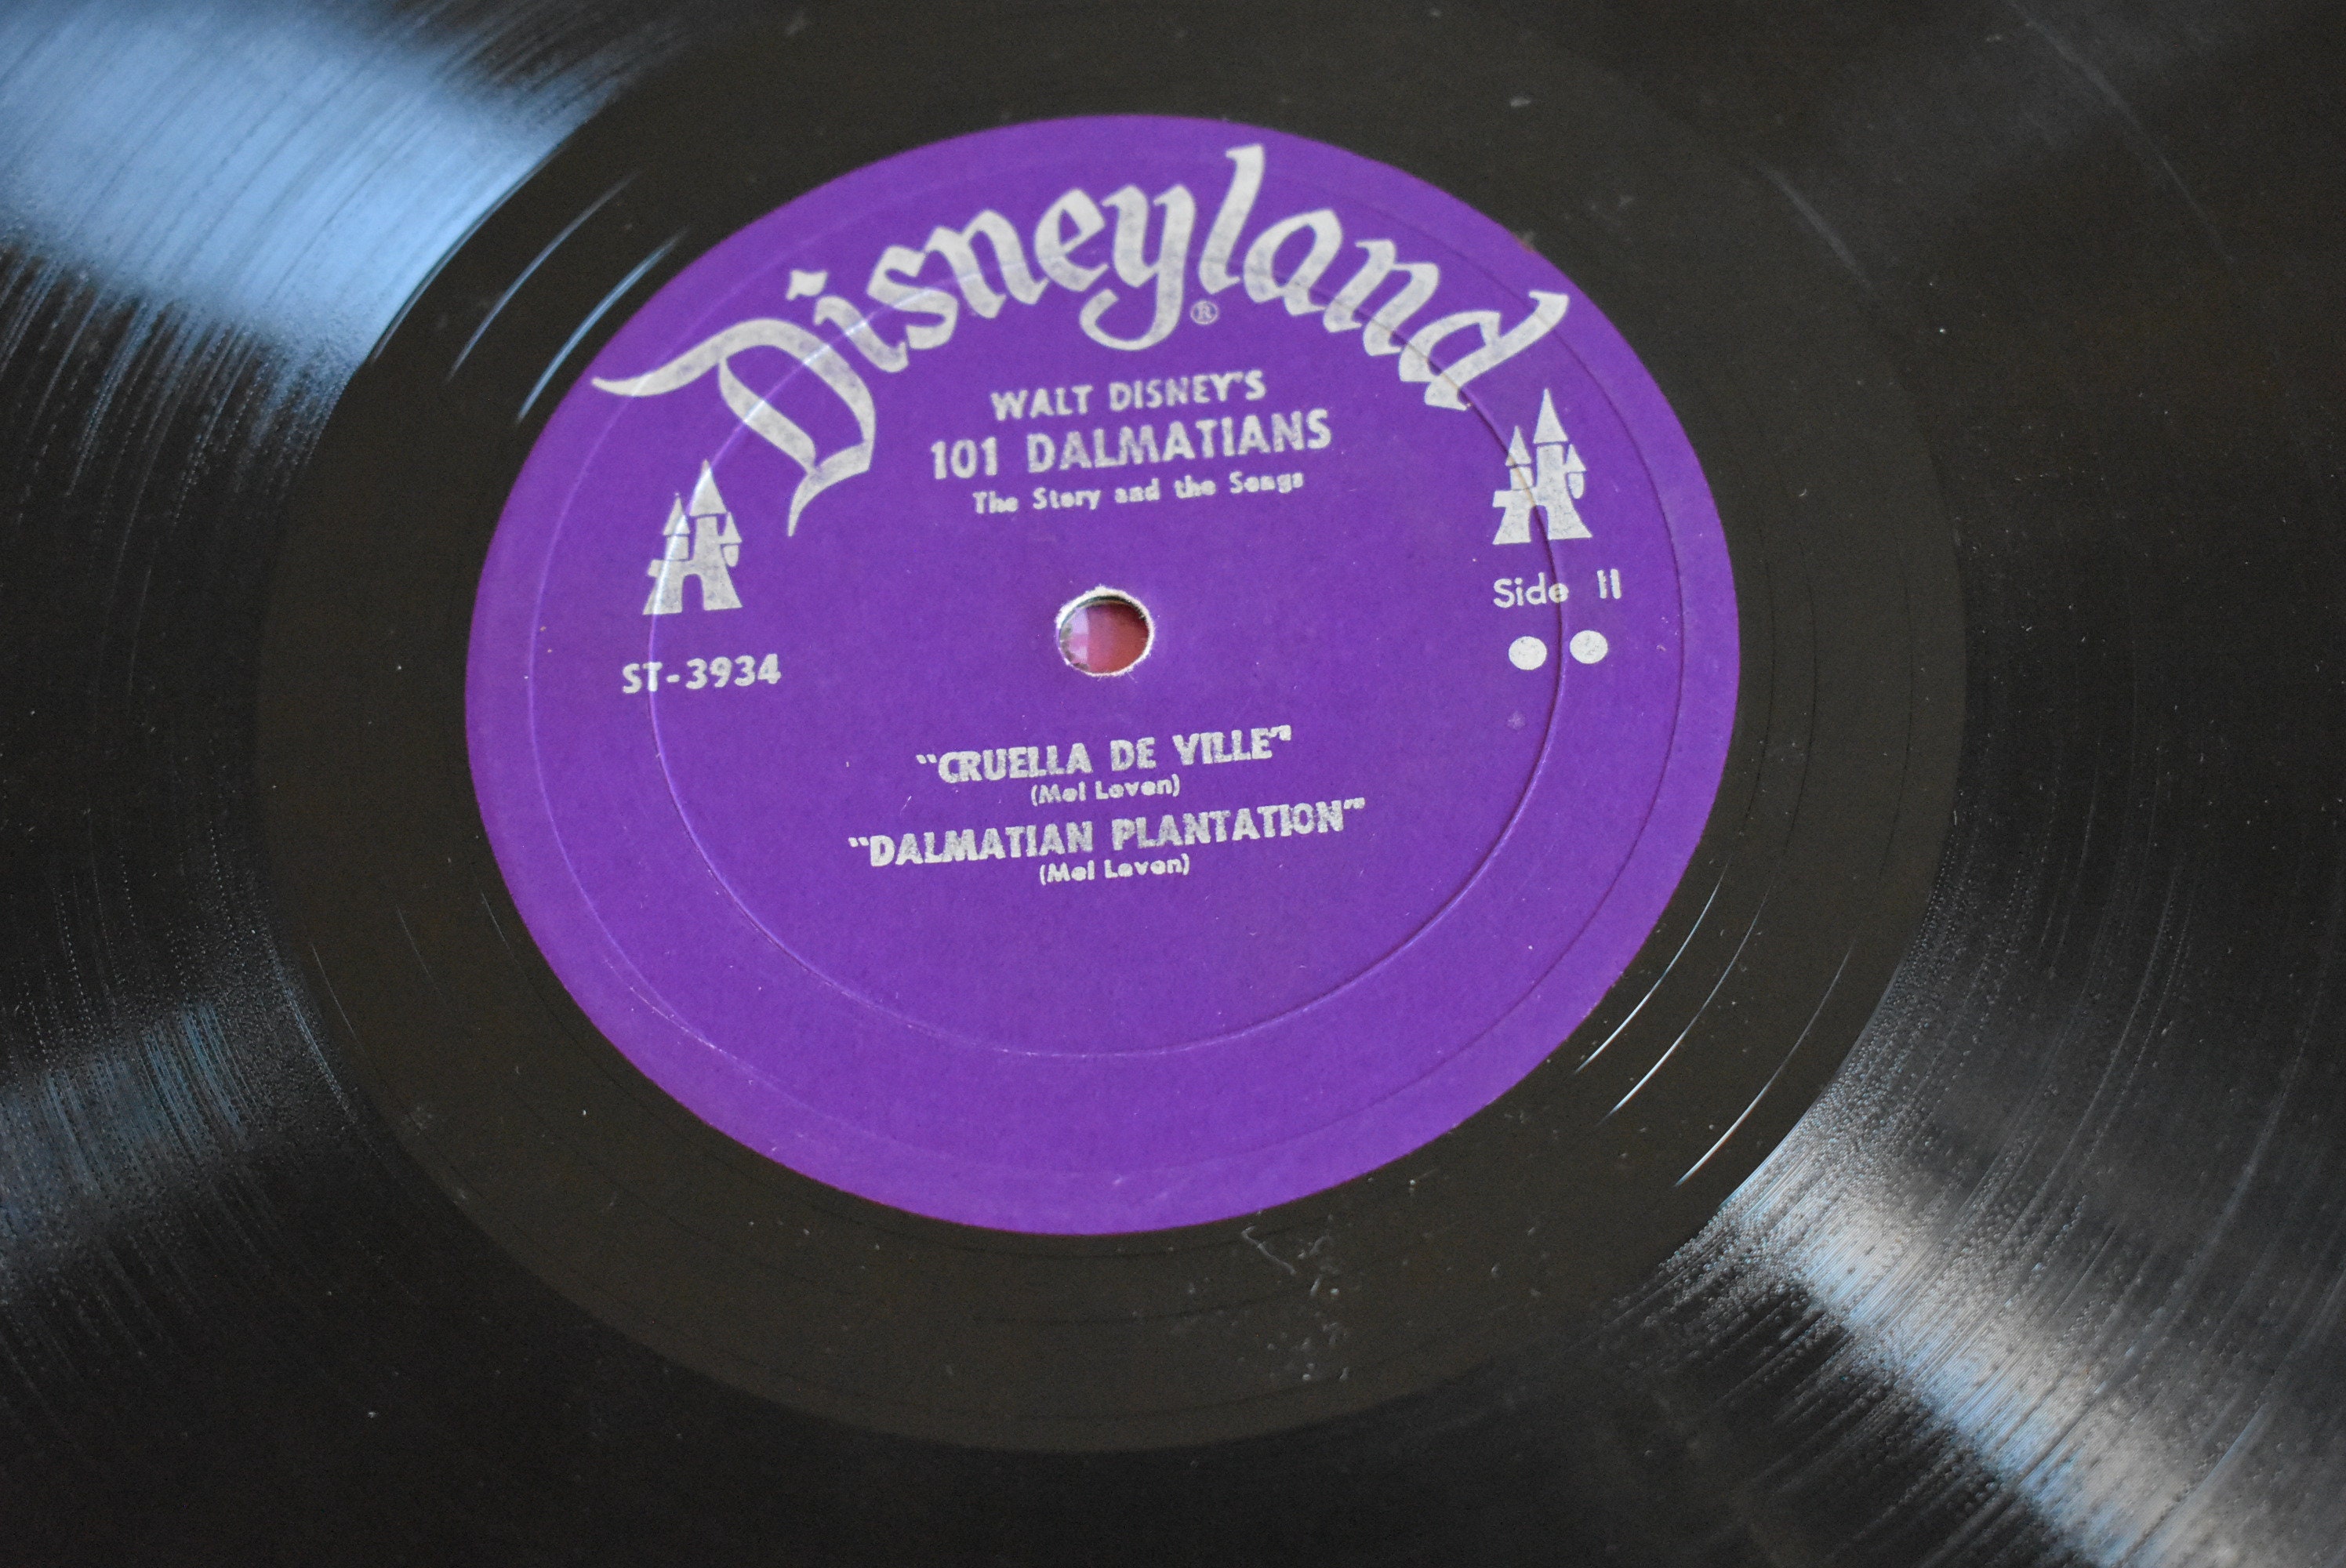 Disneyland®
WALT DISNEY'S
101 DALMATIANS
The Story and the Songs
Side II
ST-3934
"CRUELLA DE VILLE"
(Mel Leven)
"DALMATIAN PLANTATION"
(Mel Leven)